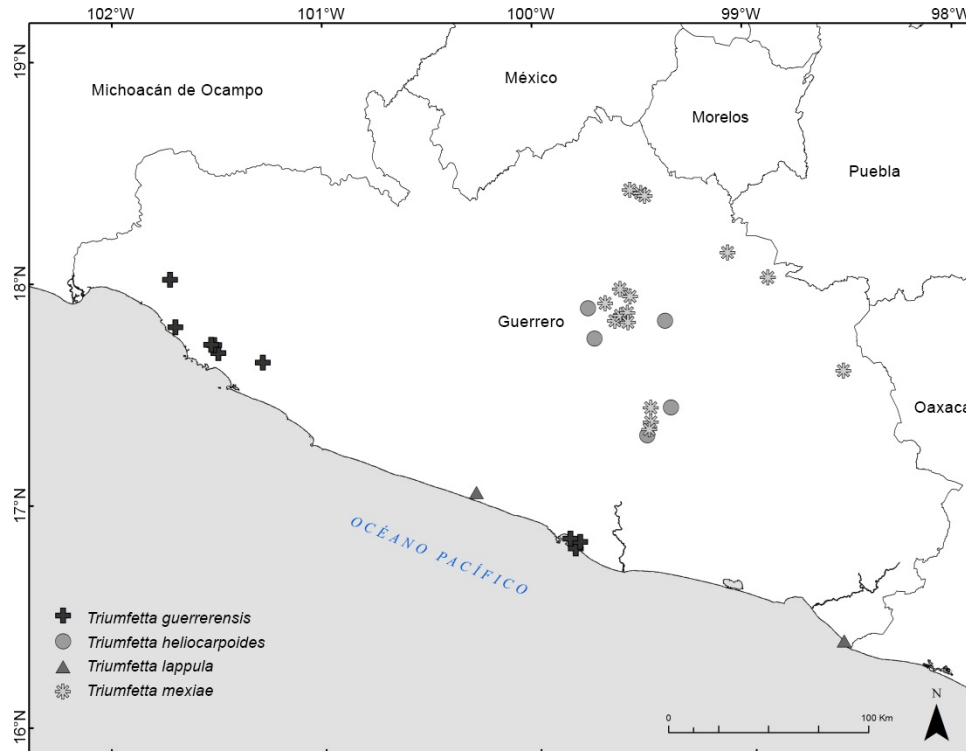 102°W 101°W 100°W 99°W 98°W
19°N
18°N
17°N
16°N
Michoacán de Ocampo
México
Morelos
Puebla
Guerrero
Oaxaca
OCÉANO PACÍFICO
Triumfetta guerrerensis
Triumfetta heliocarpoides
Triumfetta lappula
Triumfetta mexiae
0 100 Km
N